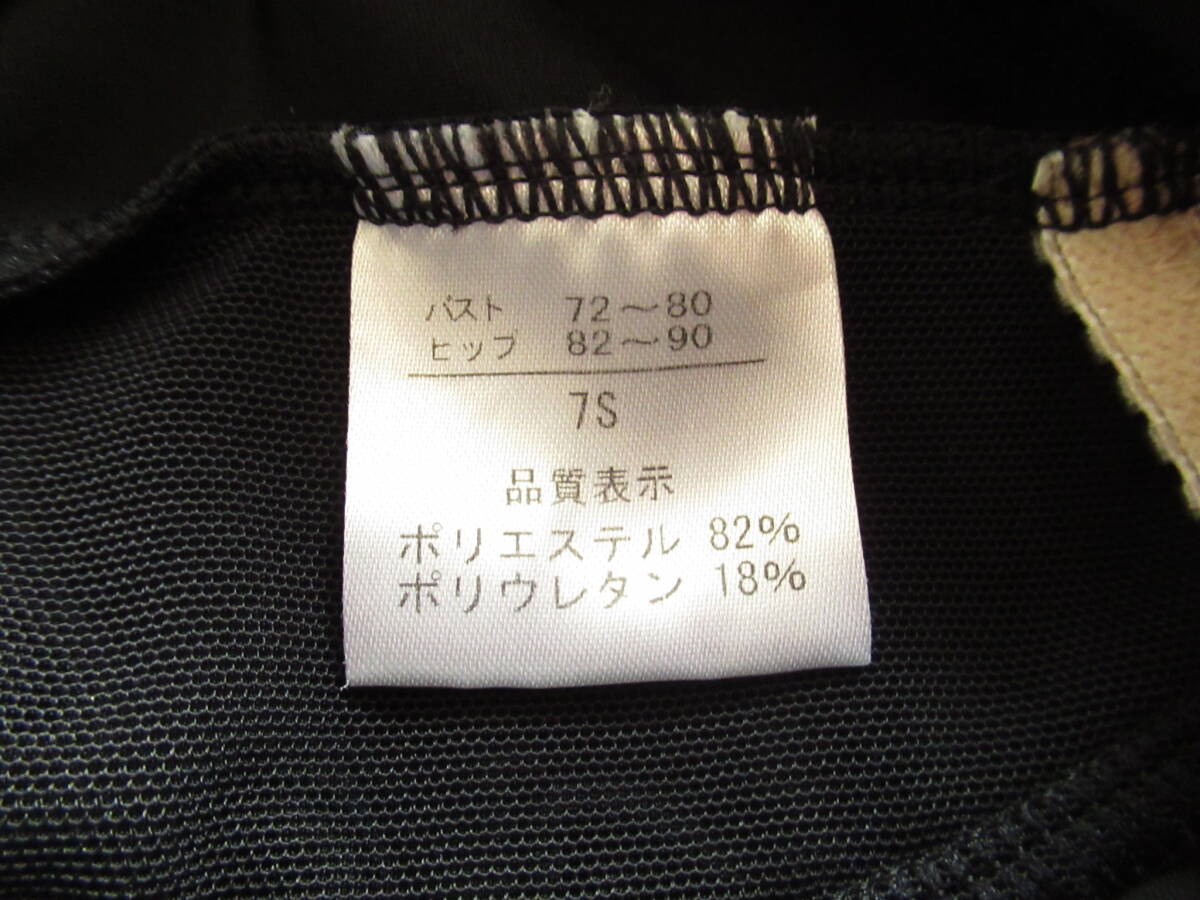 バスト 72～80
ヒップ 82～90
7S
品質表示
ポリエステル 82%
ポリウレタン 18%